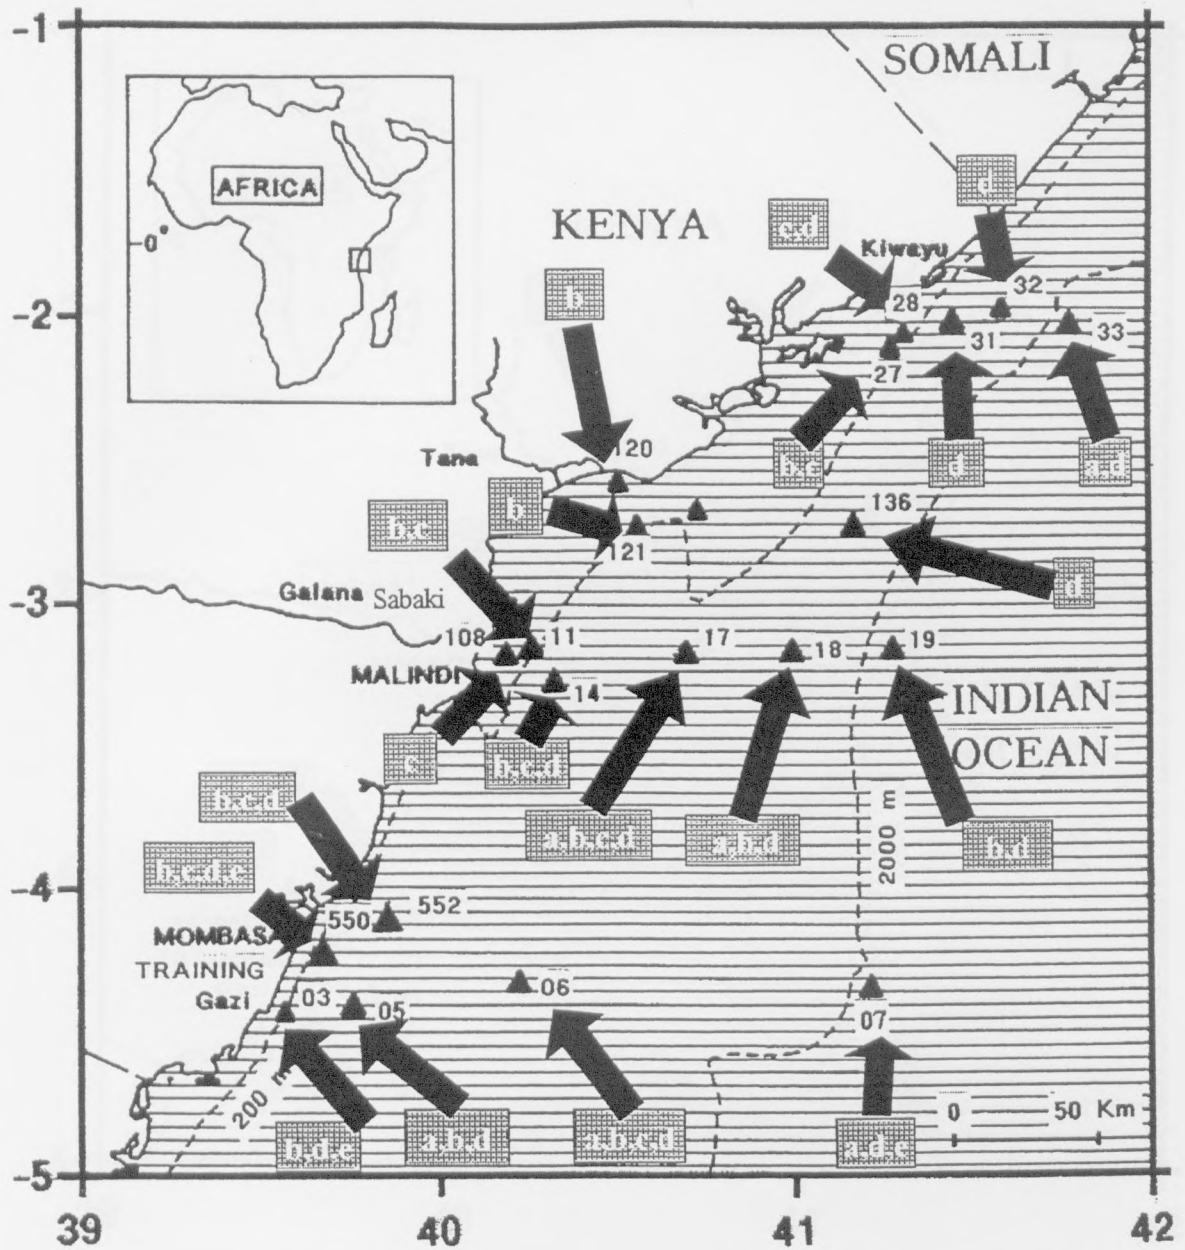 -1
SOMALI
AFRICA
0°
d
KENYA
c,d
Kiwayu
b
32
28
-2
31
33
27
120
Tana
b,c
d
a,d
b
136
b,c
121
d
Galana Sabaki
-3
108
11
17
18
19
MALINDI
14
INDIAN
OCEAN
c
b,c,d
b,c,d
a,b,c,d
a,b,d
2000 m
b,d
b,c,d,e
-4
552
550
MOMBASA
TRAINING
Gazi
03
05
06
07
200 m
0
50 Km
b,d,e
a,b,d
a,b,c,d
a,d,e
-5
39
40
41
42